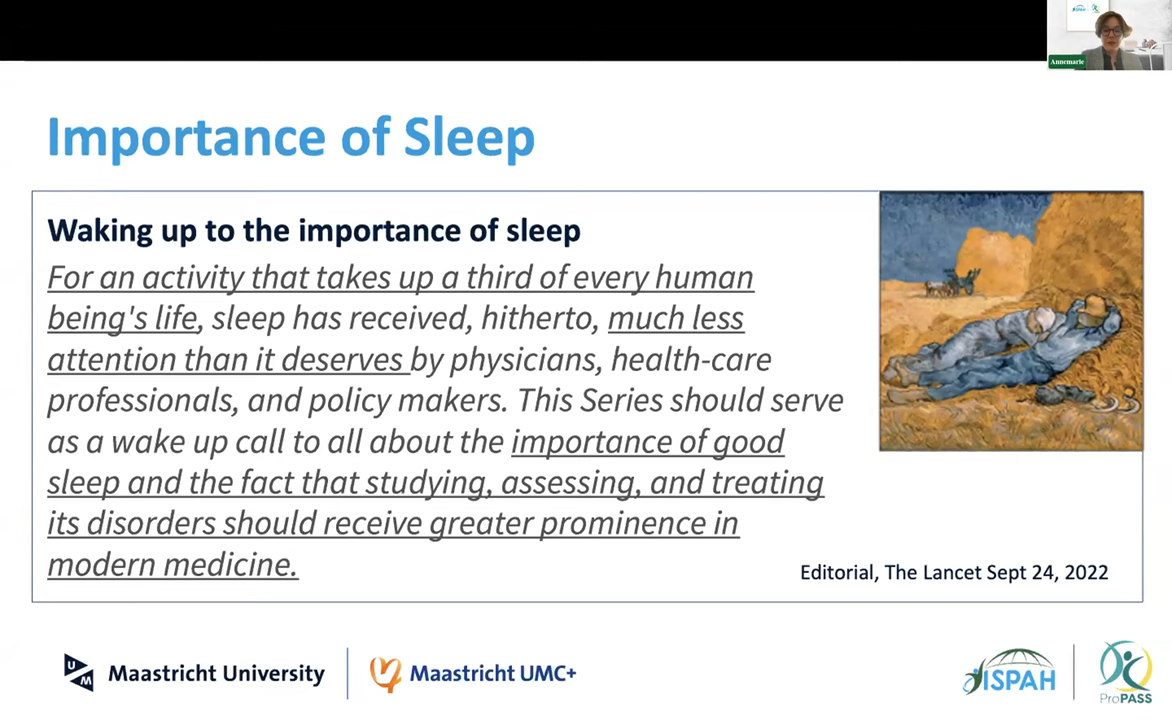 Annemarie
Importance of Sleep
Waking up to the importance of sleep
For an activity that takes up a third of every human
being's life, sleep has received, hitherto, much less
attention than it deserves by physicians, health-care
professionals, and policy makers. This Series should serve
as a wake up call to all about the importance of good
sleep and the fact that studying, assessing, and treating
its disorders should receive greater prominence in
modern medicine.
Editorial, The Lancet Sept 24, 2022
UM Maastricht University
Maastricht UMC+
ISPAH
ProPASS